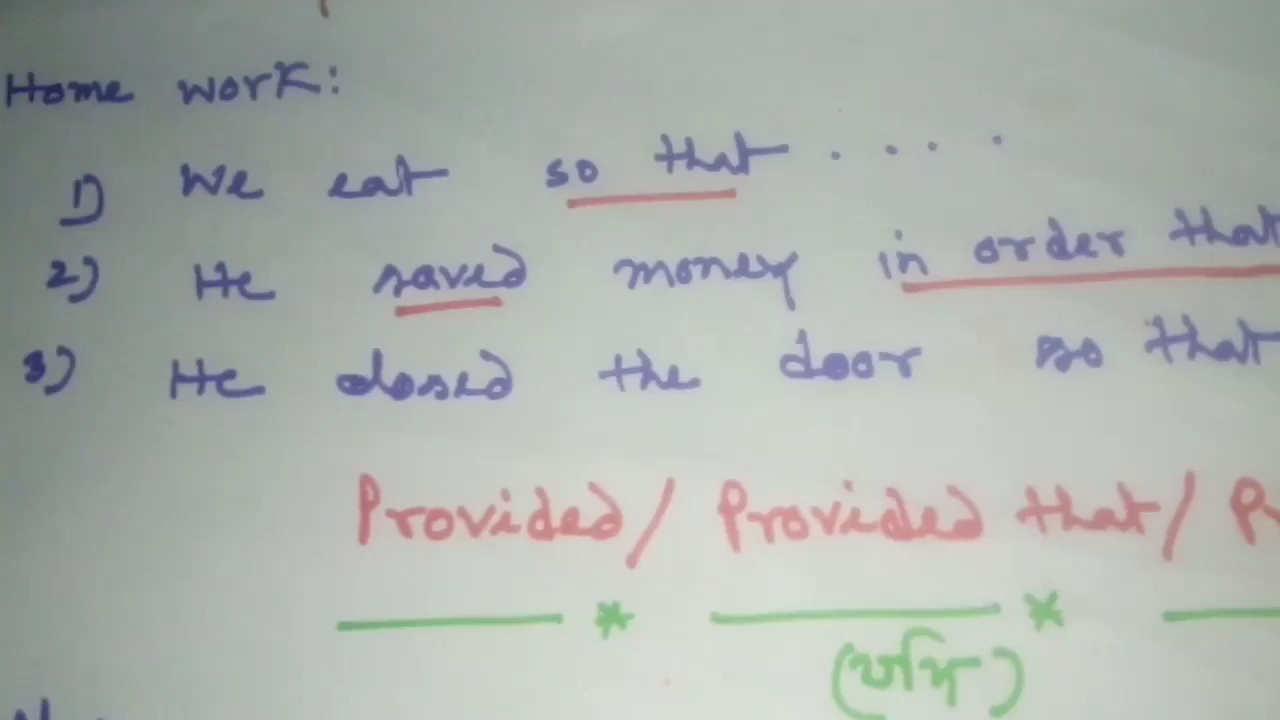 Home work:
1) We eat so that ....
2) He saved money in order that
3) He closed the door so that
Provided / Provided that /
*
*
(যদি)